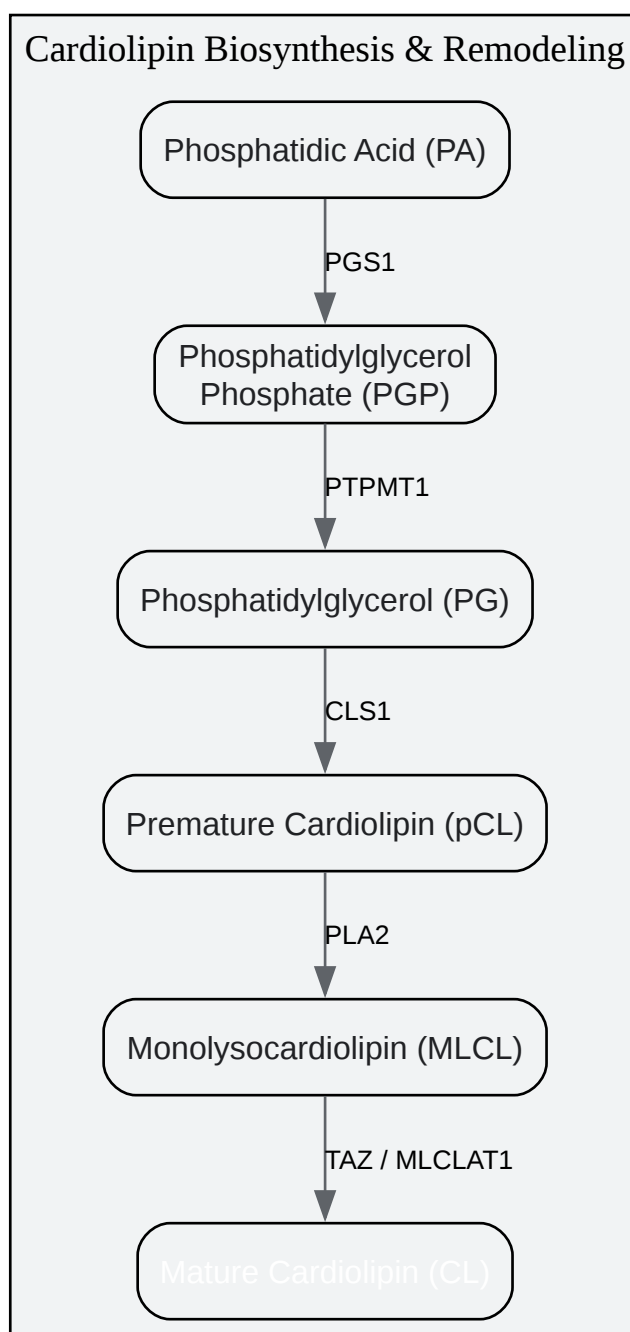 Cardiolipin Biosynthesis & Remodeling
Phosphatidic Acid (PA)
PGS1
Phosphatidylglycerol
Phosphate (PGP)
PTPMT1
Phosphatidylglycerol (PG)
CLS1
Premature Cardiolipin (pCL)
PLA2
Monolysocardiolipin (MLCL)
TAZ / MLCLAT1
Mature Cardiolipin (CL)